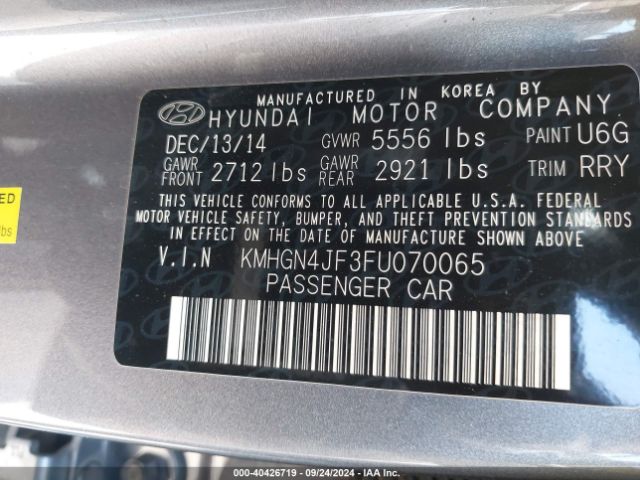 MANUFACTURED IN KOREA BY
HYUNDAI MOTOR COMPANY.
DEC/13/14 GVWR 5556 lbs PAINT U6G
GAWR FRONT 2712 lbs GAWR REAR 2921 lbs TRIM RRY
THIS VEHICLE CONFORMS TO ALL APPLICABLE U.S.A. FEDERAL
MOTOR VEHICLE SAFETY, BUMPER, AND THEFT PREVENTION STANDARDS
IN EFFECT ON THE DATE OF MANUFACTURE SHOWN ABOVE.
V.I.N KMHGN4JF3FU070065
PASSENGER CAR
lbs
000-40426719 / 09/24/2024 / IAAI.COM